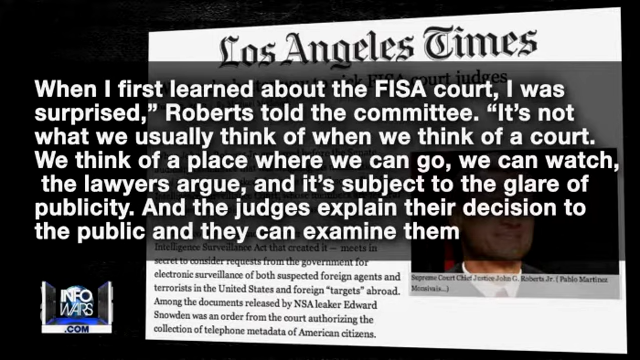 Los Angeles Times
court judges
When I first learned about the FISA court, I was
surprised,” Roberts told the committee. “It’s not
what we usually think of when we think of a court.
We think of a place where we can go, we can watch,
the lawyers argue, and it’s subject to the glare of
publicity. And the judges explain their decision to
the public and they can examine them
Intelligence Surveillance Act that created it — meets in
secret to consider requests from the government for
electronic surveillance of both suspected foreign agents and
terrorists in the United States and foreign “targets” abroad.
Among the documents released by NSA leaker Edward
Snowden was an order from the court authorizing the
collection of telephone metadata of American citizens.
Supreme Court Chief Justice John G. Roberts Jr. ( Pablo Martinez
Monsivais...)
INFO
WARS
.COM